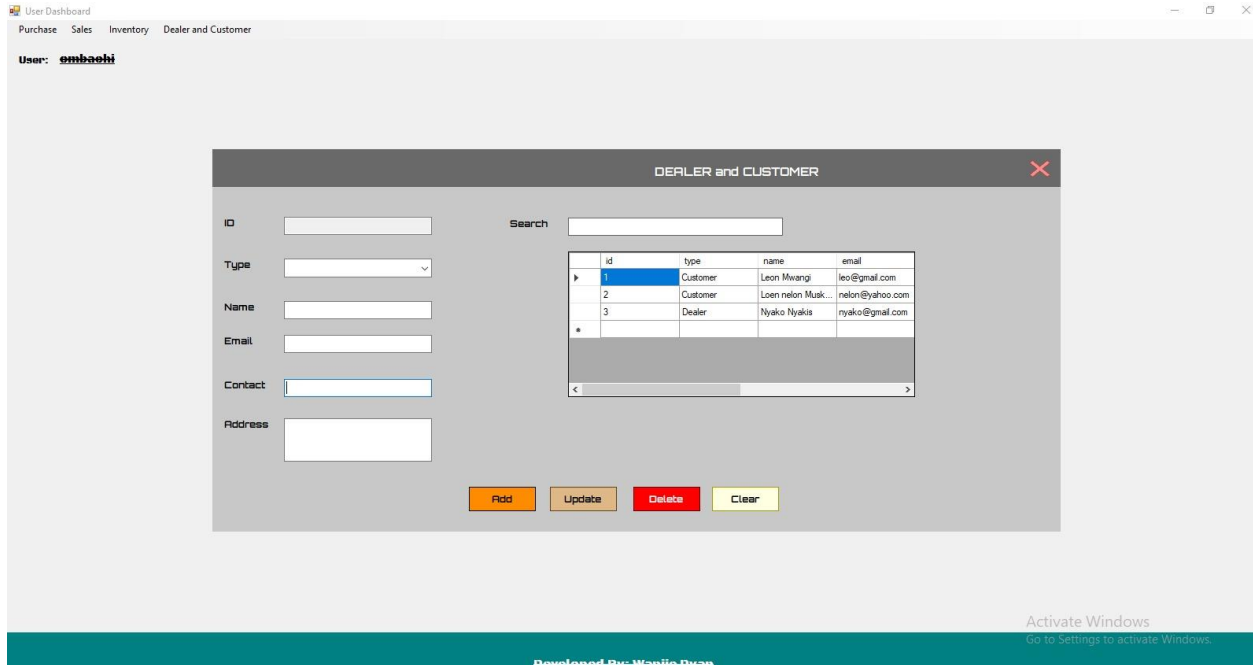 User Dashboard
Purchase Sales Inventory Dealer and Customer
User: ombaohi
DEALER and CUSTOMER
ID
Search
Type
Name
Email
Contact
Address
id type name email
1 Customer Leon Mwangi leo@gmail.com
2 Customer Loen nelon Musk... nelon@yahoo.com
3 Dealer Nyako Nyakis nyako@gmail.com
Add Update Delete Clear
Activate Windows
Go to Settings to activate Windows.
Developed By: Wanjie Ryan